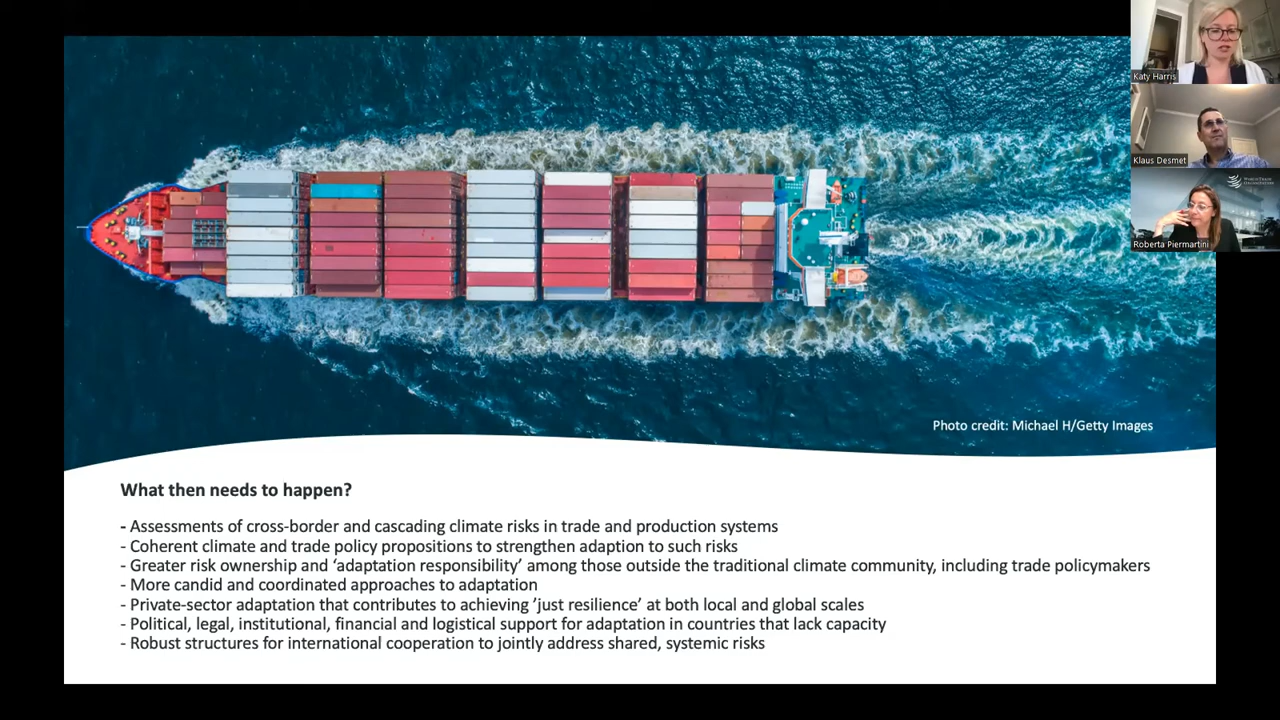 Katy Harris
Klaus Desmet
WORLD TRADE
ORGANIZATION
Roberta Piermartini
Photo credit: Michael H/Getty Images
What then needs to happen?
- Assessments of cross-border and cascading climate risks in trade and production systems
- Coherent climate and trade policy propositions to strengthen adaption to such risks
- Greater risk ownership and ‘adaptation responsibility’ among those outside the traditional climate community, including trade policymakers
- More candid and coordinated approaches to adaptation
- Private-sector adaptation that contributes to achieving ’just resilience’ at both local and global scales
- Political, legal, institutional, financial and logistical support for adaptation in countries that lack capacity
- Robust structures for international cooperation to jointly address shared, systemic risks